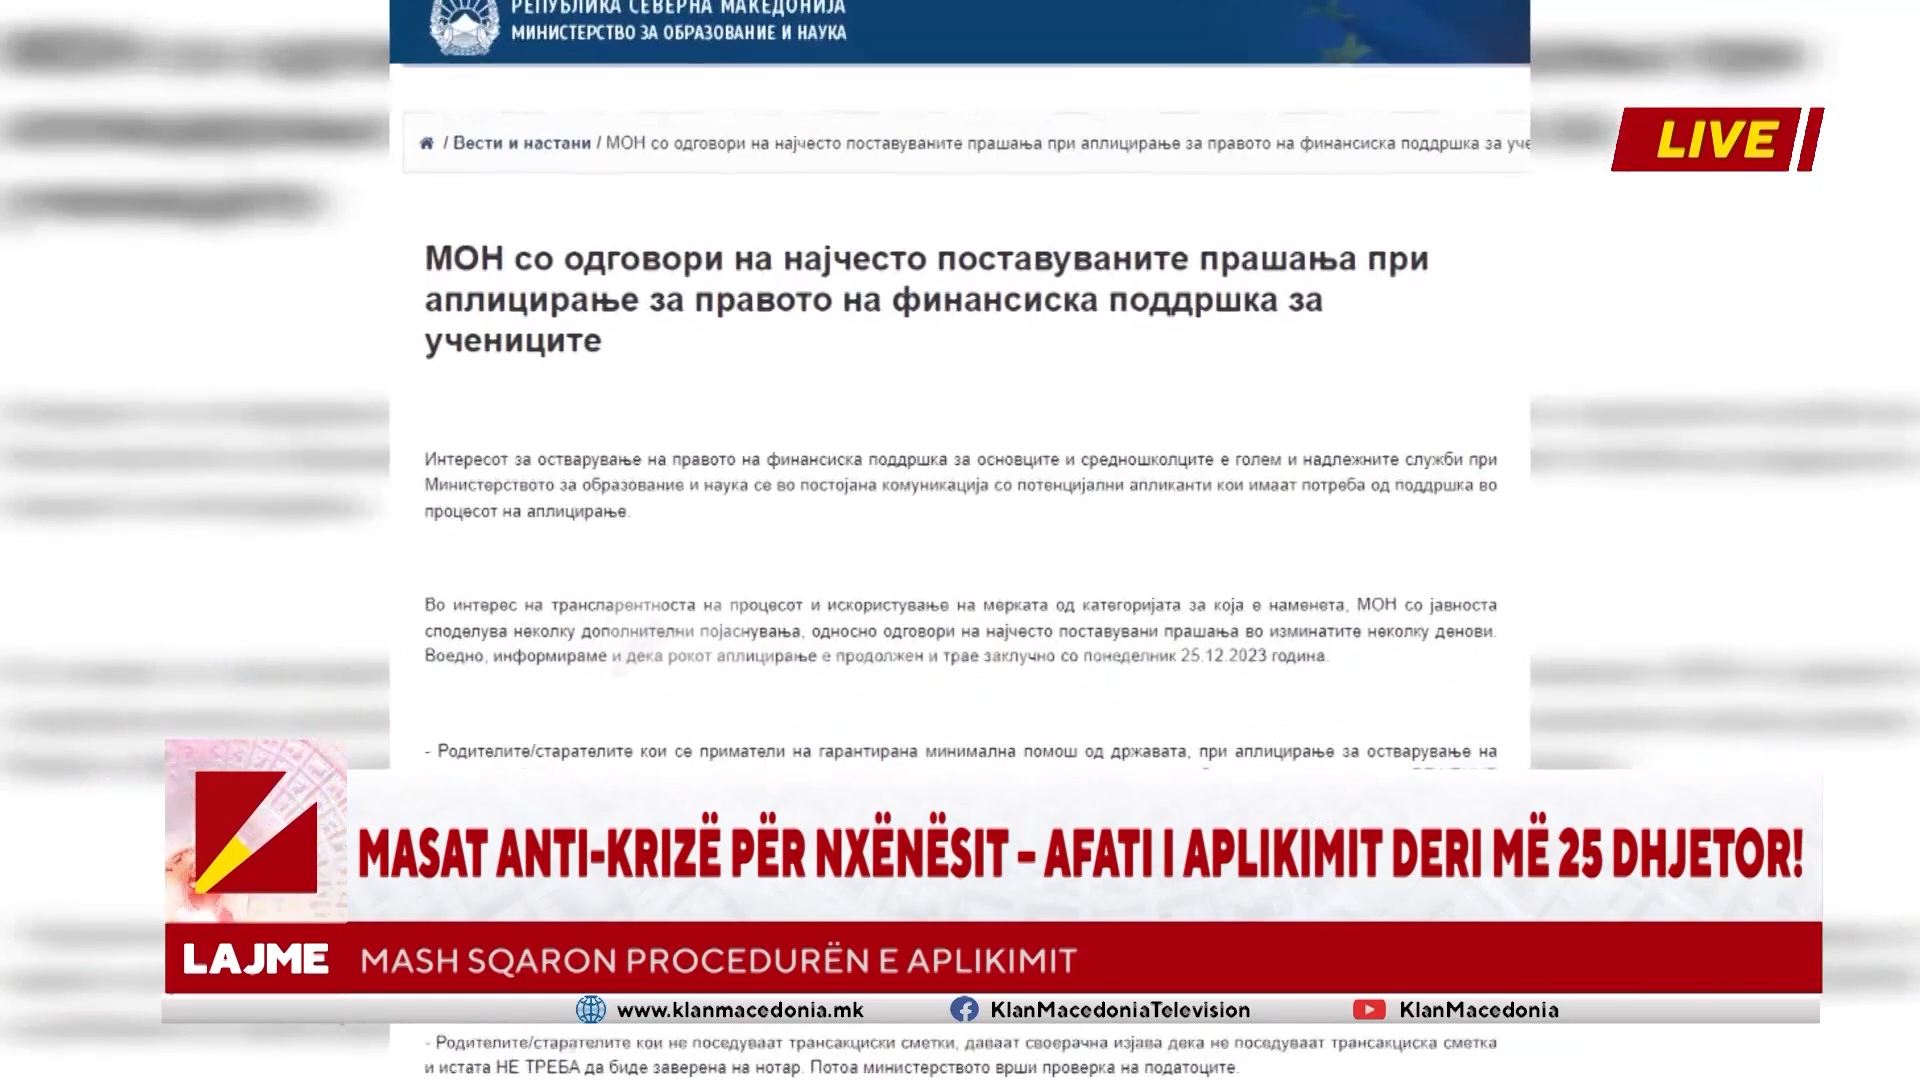 РЕПУБЛИКА СЕВЕРНА МАКЕДОНИЈА
МИНИСТЕРСТВО ЗА ОБРАЗОВАНИЕ И НАУКА
/ Вести и настани / МОН со одговори на најчесто поставуваните прашања при аплицирање за правото на финансиска поддршка за уче
LIVE
МОН со одговори на најчесто поставуваните прашања при
аплицирање за правото на финансиска поддршка за
учениците
Интересот за остварување на правото на финансиска поддршка за основците и средношколците е голем и надлежните служби при
Министерството за образование и наука се во постојана комуникација со потенцијални апликанти кои имаат потреба од поддршка во
процесот на аплицирање.
Во интерес на транспарентноста на процесот и искористување на мерката од категоријата за која е наменета, МОН со јавноста
споделува неколку дополнителни појаснувања, односно одговори на најчесто поставувани прашања во изминатите неколку денови.
Воедно, информираме и дека рокот аплицирање е продолжен и трае заклучно со понеделник 25.12.2023 година.
- Родителите/старателите кои се приматели на гарантирана минимална помош од државата, при аплицирање за остварување на
MASAT ANTI-KRIZË PËR NXËNËSIT – AFATI I APLIKIMIT DERI MË 25 DHJETOR!
LAJME MASH SQARON PROCEDURËN E APLIKIMIT
www.klanmacedonia.mk KlanMacedoniaTelevision KlanMacedonia
- Родителите/старателите кои не поседуваат трансакциски сметки, даваат своерачна изјава дека не поседуваат трансакциска сметка
и истата НЕ ТРЕБА да биде заверена на нотар. Потоа министерството врши проверка на податоците.